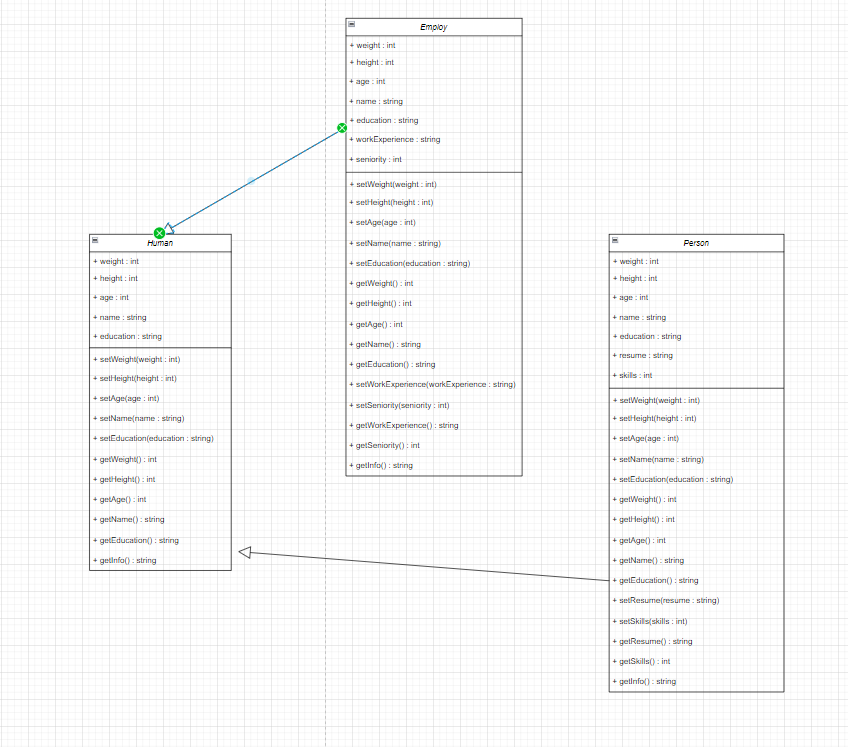 Employ
+ weight : int
+ height : int
+ age : int
+ name : string
+ education : string
+ workExperience : string
+ seniority : int
+ setWeight(weight : int)
+ setHeight(height : int)
+ setAge(age : int)
+ setName(name : string)
+ setEducation(education : string)
+ getWeight() : int
+ getHeight() : int
+ getAge() : int
+ getName() : string
+ getEducation() : string
+ setWorkExperience(workExperience : string)
+ setSeniority(seniority : int)
+ getWorkExperience() : string
+ getSeniority() : int
+ getInfo() : string
Human
+ weight : int
+ height : int
+ age : int
+ name : string
+ education : string
+ setWeight(weight : int)
+ setHeight(height : int)
+ setAge(age : int)
+ setName(name : string)
+ setEducation(education : string)
+ getWeight() : int
+ getHeight() : int
+ getAge() : int
+ getName() : string
+ getEducation() : string
+ getInfo() : string
Person
+ weight : int
+ height : int
+ age : int
+ name : string
+ education : string
+ resume : string
+ skills : int
+ setWeight(weight : int)
+ setHeight(height : int)
+ setAge(age : int)
+ setName(name : string)
+ setEducation(education : string)
+ getWeight() : int
+ getHeight() : int
+ getAge() : int
+ getName() : string
+ getEducation() : string
+ setResume(resume : string)
+ setSkills(skills : int)
+ getResume() : string
+ getSkills() : int
+ getInfo() : string